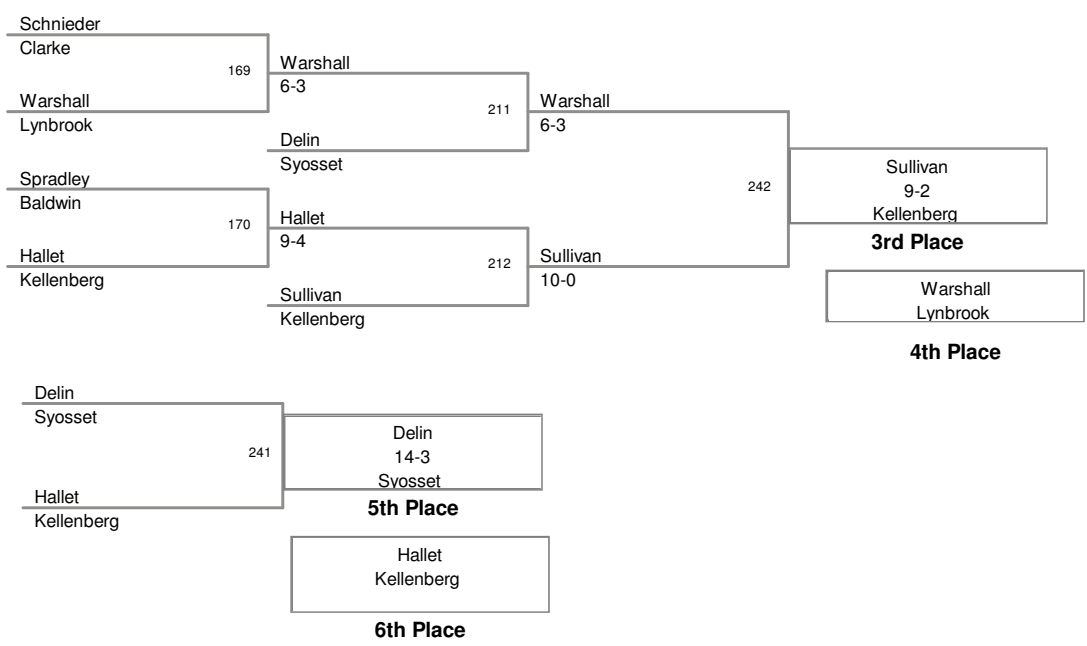 Schnieder
Clarke
169
Warshall
6-3
Warshall
Lynbrook
211
Warshall
6-3
Delin
Syosset
Spradley
Baldwin
242
Sullivan
9-2
Kellenberg
3rd Place
170
Hallet
9-4
Hallet
Kellenberg
212
Sullivan
10-0
Sullivan
Kellenberg
Warshall
Lynbrook
4th Place
Delin
Syosset
241
Delin
14-3
Syosset
5th Place
Hallet
Kellenberg
Hallet
Kellenberg
6th Place